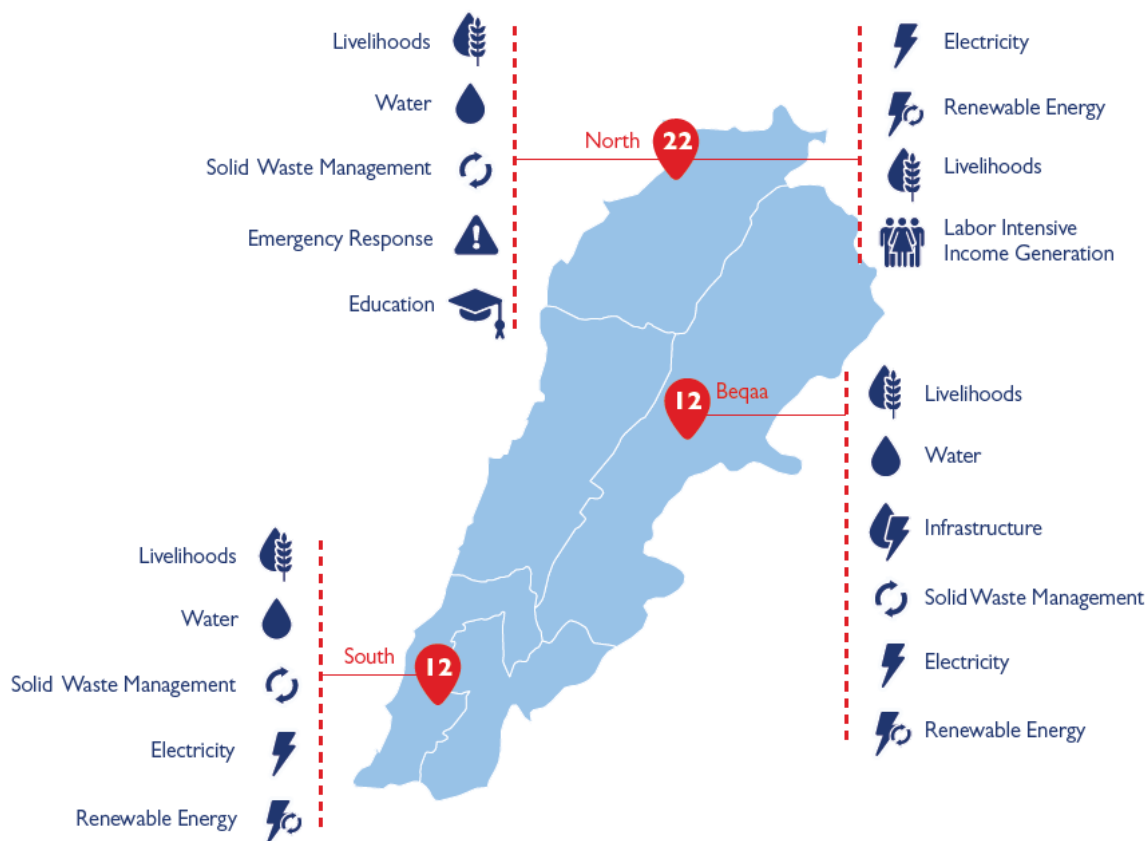 Livelihoods
Water
Solid Waste Management
Emergency Response
Education
North
22
Electricity
Renewable Energy
Livelihoods
Labor Intensive
Income Generation
12
Beqaa
Livelihoods
Water
Infrastructure
Solid Waste Management
Electricity
Renewable Energy
Livelihoods
Water
Solid Waste Management
Electricity
Renewable Energy
South
12